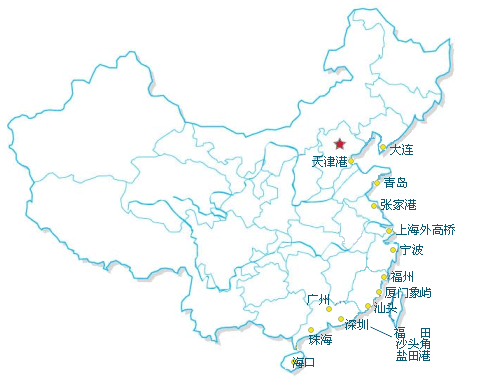 大连
天津港
青岛
张家港
上海外高桥
宁波
福州
厦门象屿
汕头
广州
深圳
福 田
沙头角
盐田港
珠海
海口